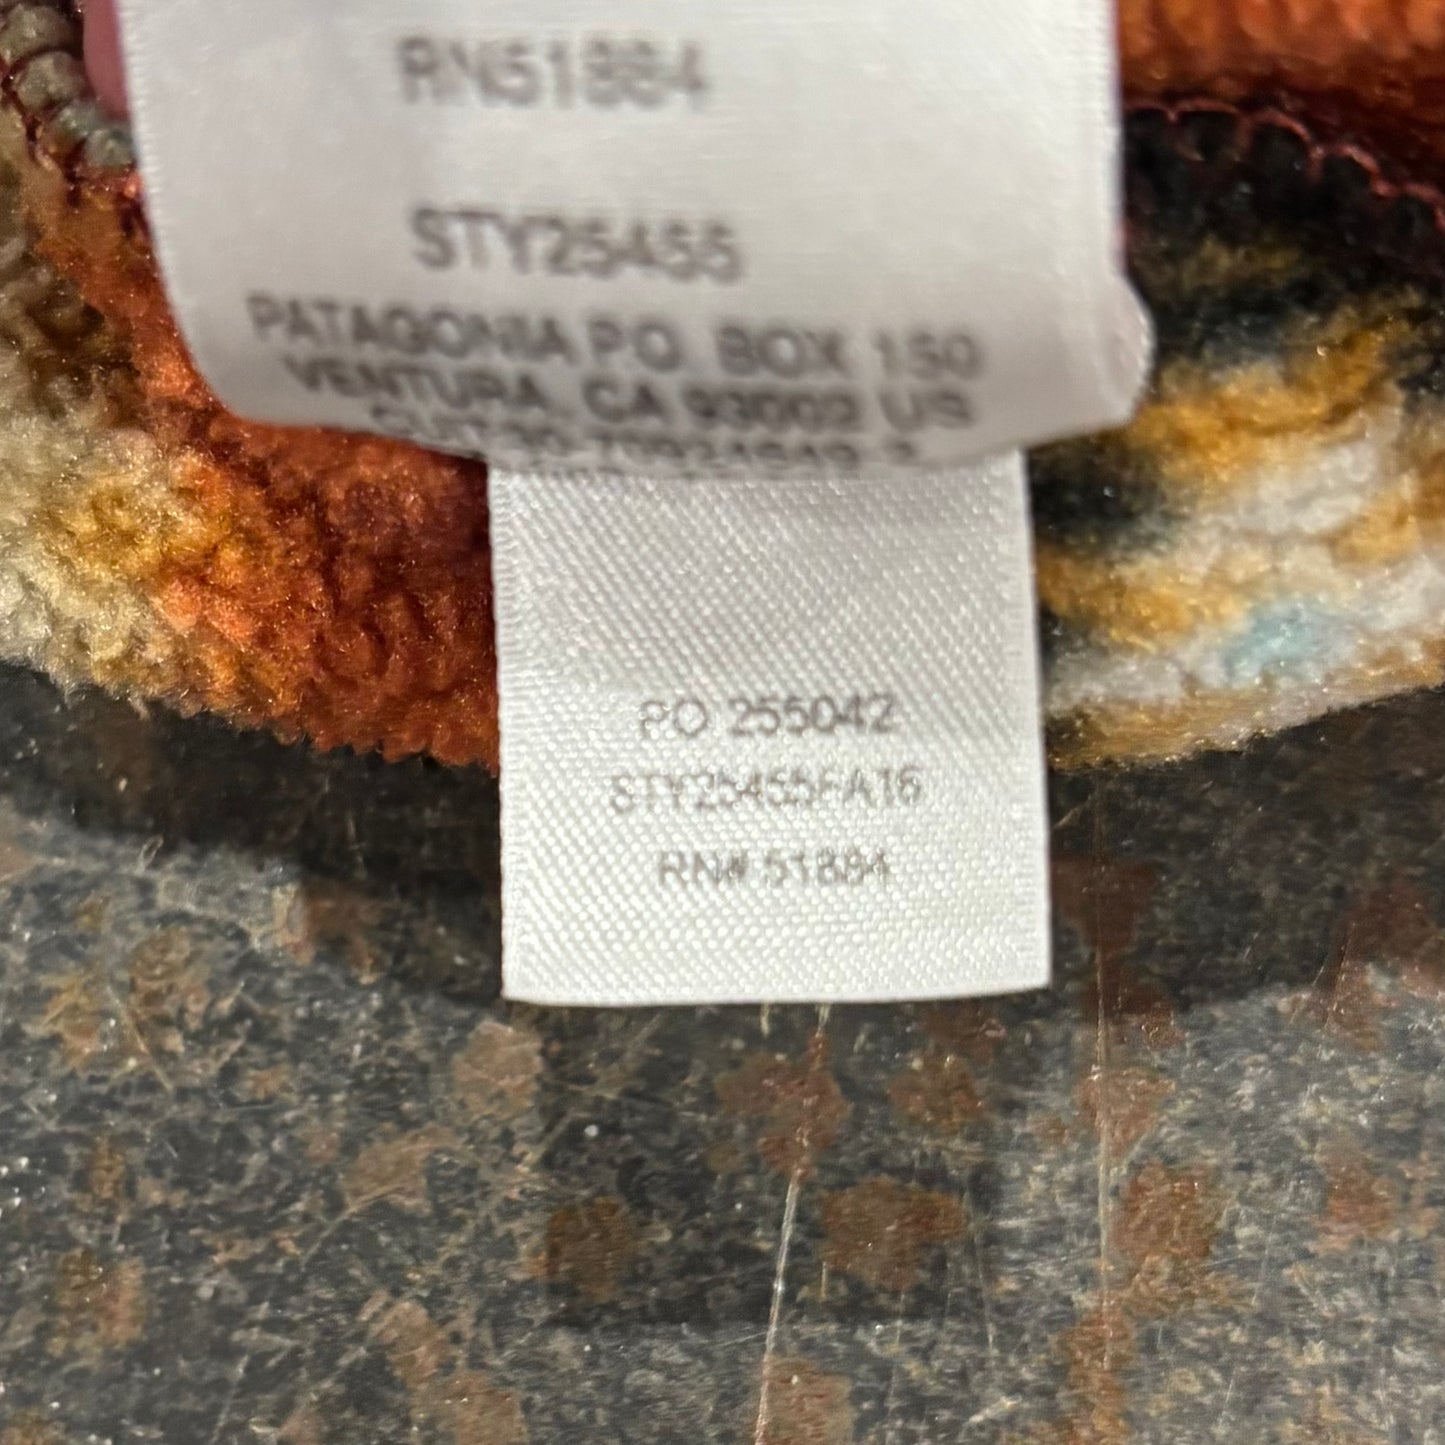 RN51884
STY25455
PATAGONIA P.O. BOX 150
VENTURA, CA 93002 US
PO 255042
STY25455FA16
RN# 51884